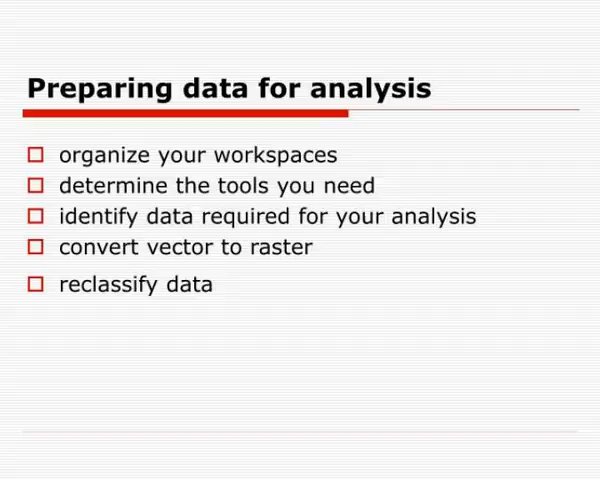 Preparing data for analysis
organize your workspaces
determine the tools you need
identify data required for your analysis
convert vector to raster
reclassify data